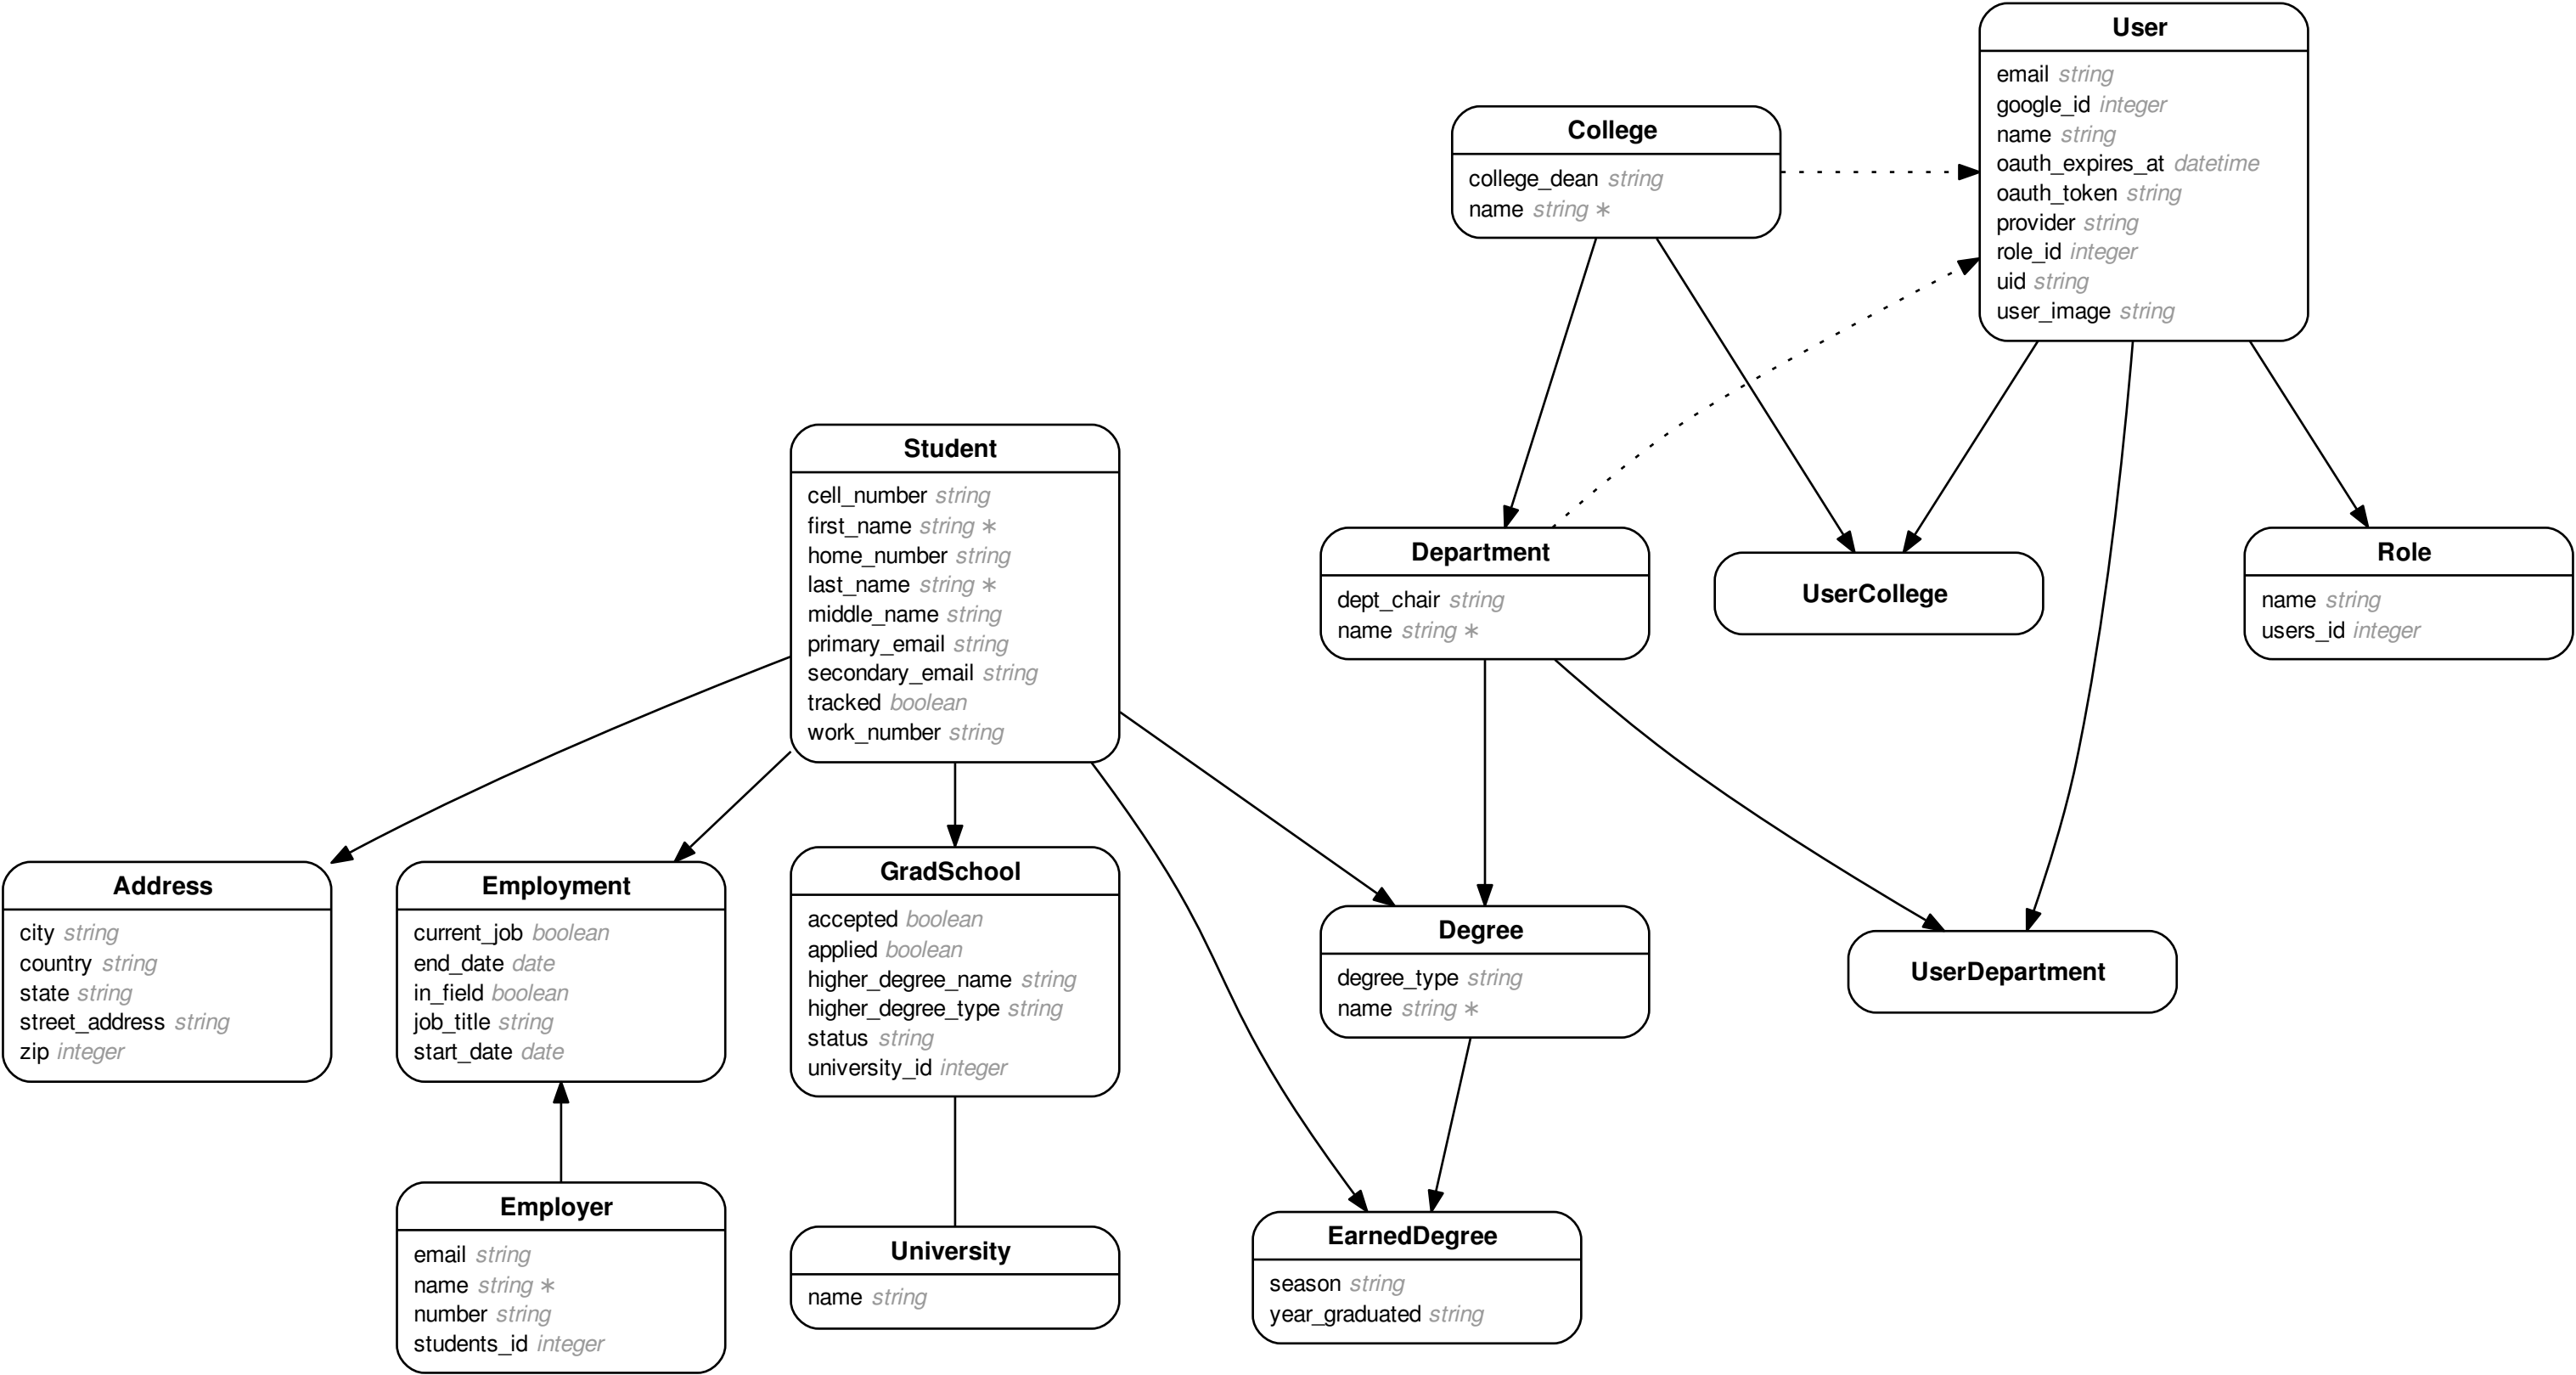 User
email string
google_id integer
name string
oauth_expires_at datetime
oauth_token string
provider string
role_id integer
uid string
user_image string
College
college_dean string
name string ∗
Student
cell_number string
first_name string ∗
home_number string
last_name string ∗
middle_name string
primary_email string
secondary_email string
tracked boolean
work_number string
Department
dept_chair string
name string ∗
UserCollege
Role
name string
users_id integer
Address
city string
country string
state string
street_address string
zip integer
Employment
current_job boolean
end_date date
in_field boolean
job_title string
start_date date
GradSchool
accepted boolean
applied boolean
higher_degree_name string
higher_degree_type string
status string
university_id integer
Degree
degree_type string
name string ∗
UserDepartment
Employer
email string
name string ∗
number string
students_id integer
University
name string
EarnedDegree
season string
year_graduated string